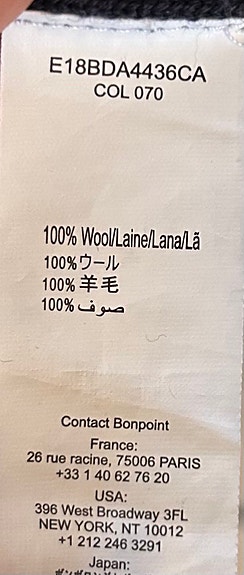 E18BDA4436CA
COL 070
100% Wool/Laine/Lana/Lã
100%ウール
100% 羊毛
100% صوف
Contact Bonpoint
France:
26 rue racine, 75006 PARIS
+33 1 40 62 76 20
USA:
396 West Broadway 3FL
NEW YORK, NT 10012
+1 212 246 3291
Japan: